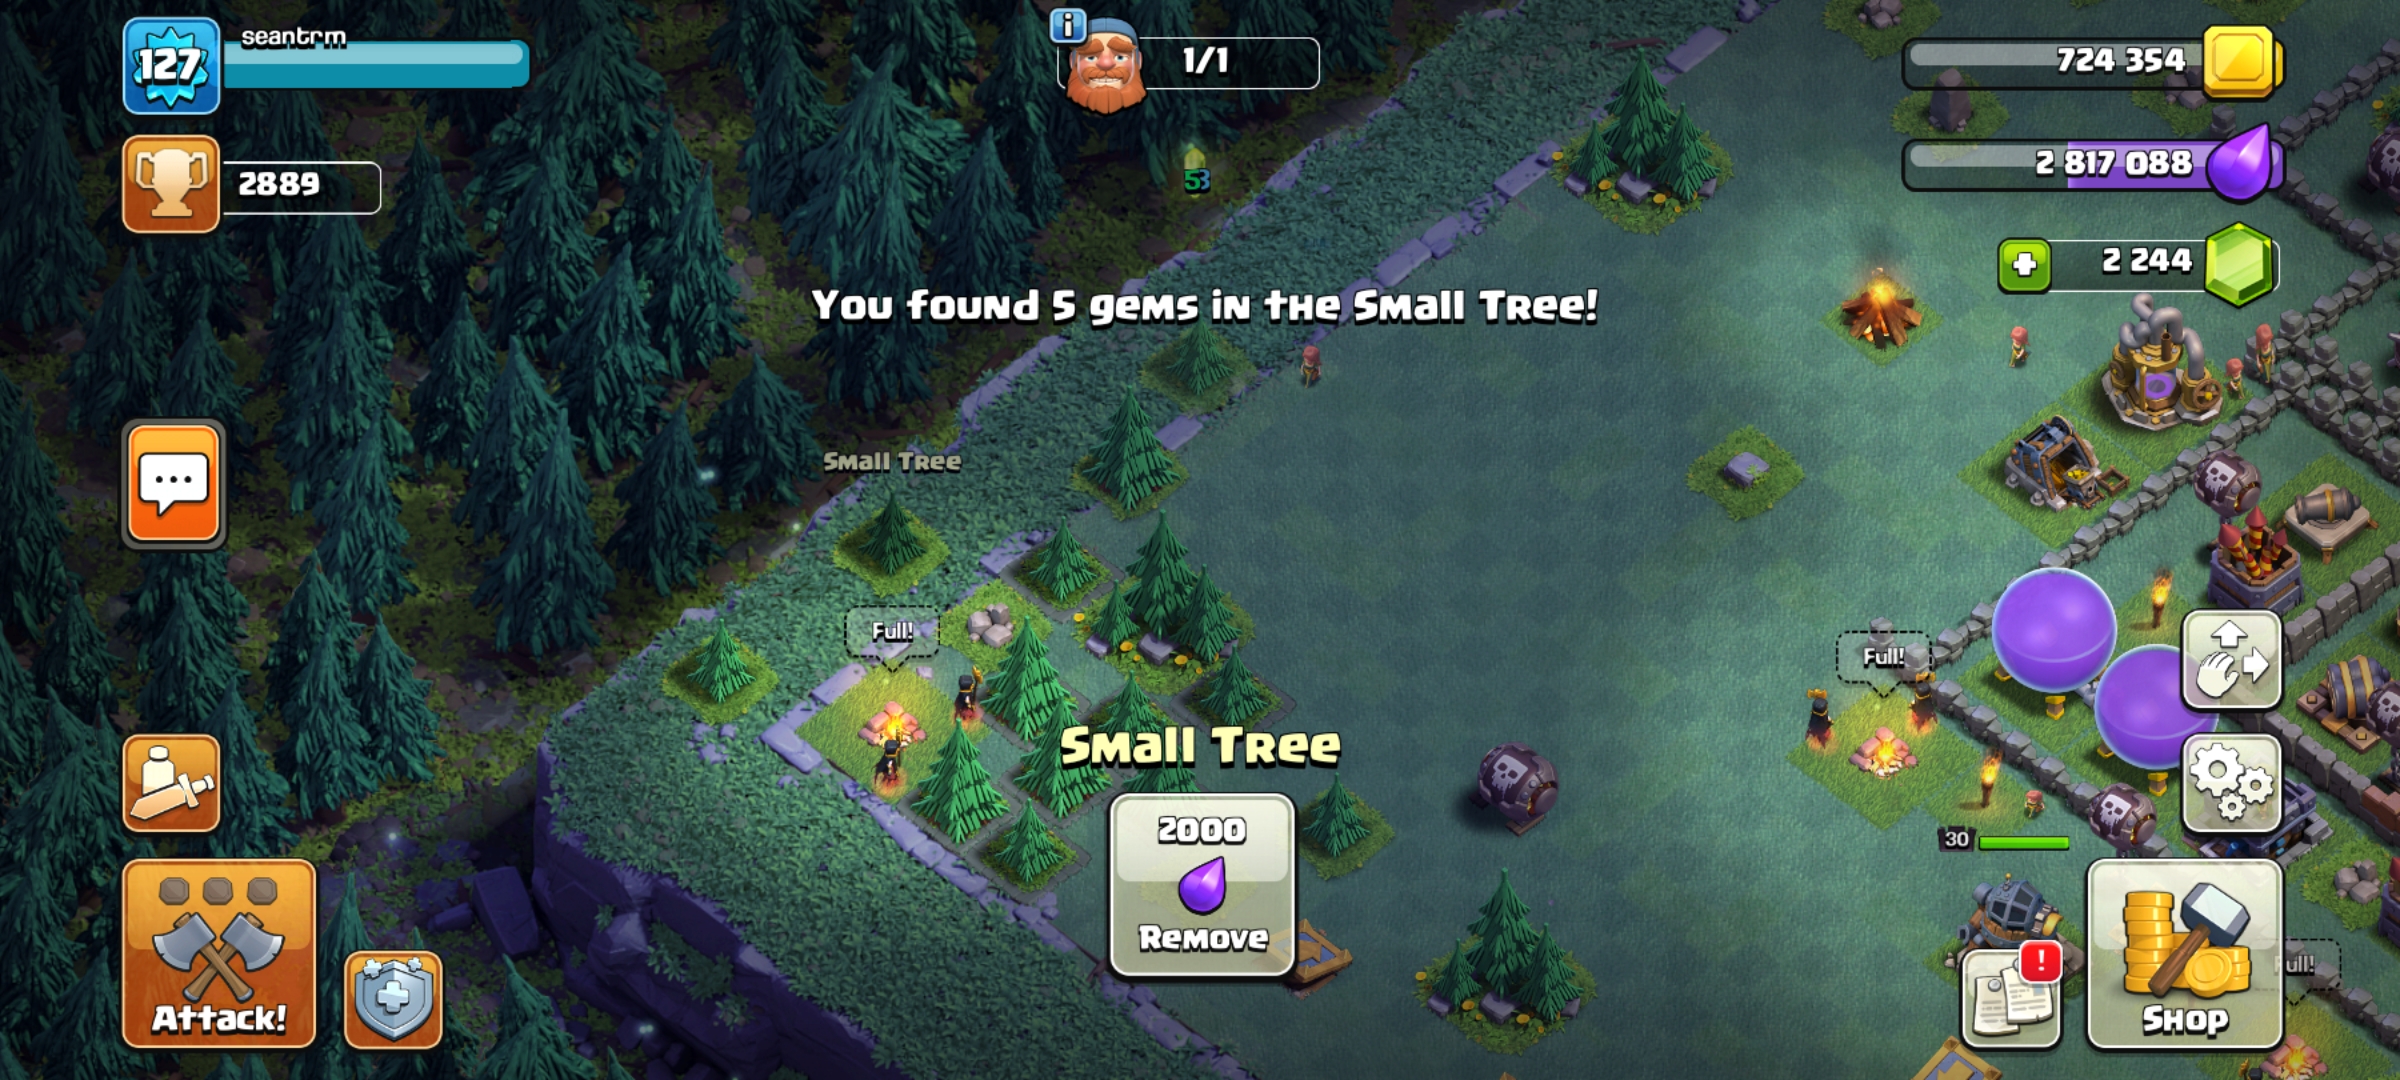 127
seantrm
1/1
724 354
2889
53
2 817 088
2 244
You found 5 gems in the Small Tree!
Small Tree
Full!
Full!
Small Tree
2000
Remove
30
!
Full!
Attack!
Shop